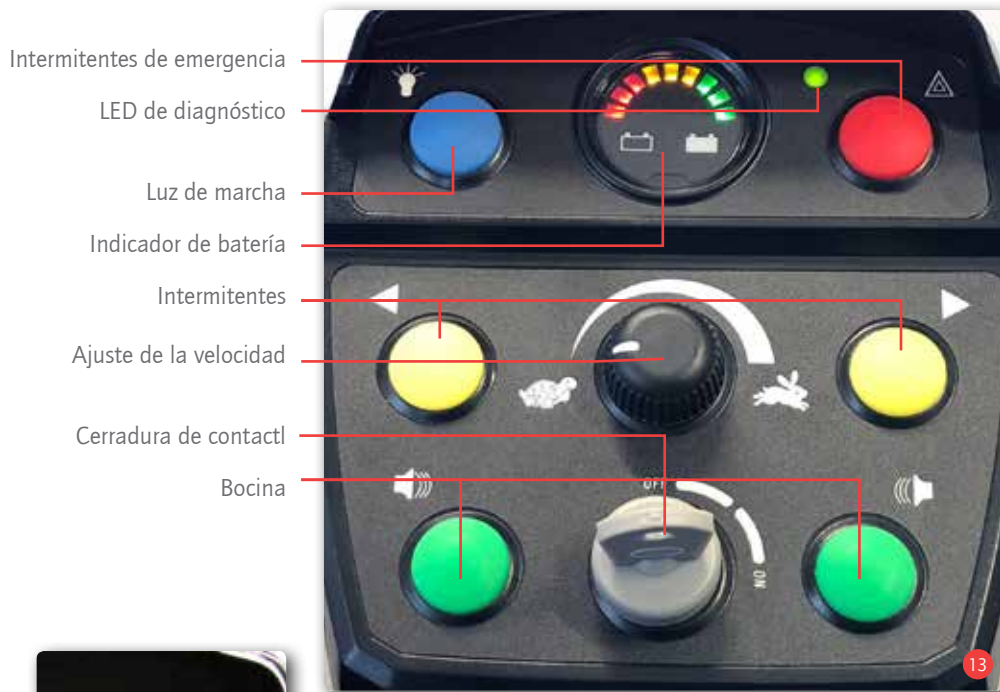 Intermitentes de emergencia
LED de diagnóstico
Luz de marcha
Indicador de batería
Intermitentes
Ajuste de la velocidad
Cerradura de contactl
Bocina
OFF
ON
13